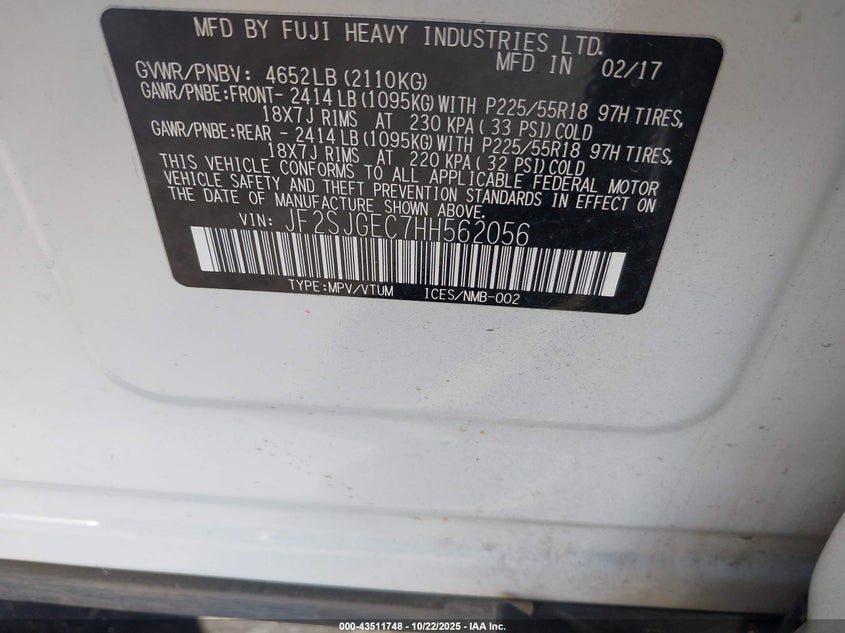 MFD BY FUJI HEAVY INDUSTRIES LTD.
MFD IN 02/17
GVWR/PNBV: 4652LB (2110KG)
GAWR/PNBE:FRONT- 2414 LB (1095KG) WITH P225/55R18 97H TIRES,
18X7J RIMS AT 230 KPA ( 33 PSI) COLD
GAWR/PNBE:REAR - 2414 LB (1095KG) WITH P225/55R18 97H TIRES,
18X7J RIMS AT 220 KPA ( 32 PSI) COLD
THIS VEHICLE CONFORMS TO ALL APPLICABLE FEDERAL MOTOR
VEHICLE SAFETY AND THEFT PREVENTION STANDARDS IN EFFECT ON
THE DATE OF MANUFACTURE SHOWN ABOVE.
VIN: JF2SJGEC7HH562056
TYPE:MPV/VTUM ICES/NMB-002
000-43511748 - 10/22/2025 - IAA Inc.